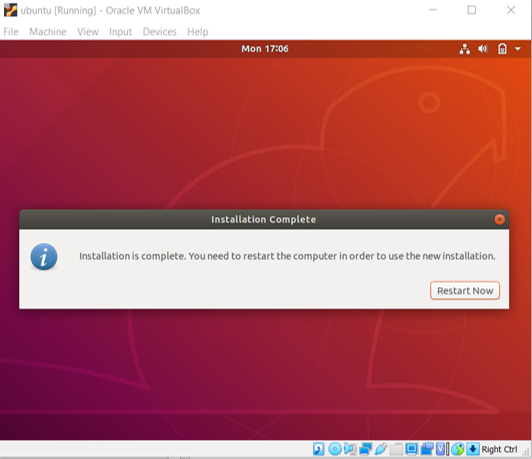 ubuntu [Running] - Oracle VM VirtualBox
File Machine View Input Devices Help
Mon 17:06
Installation Complete
Installation is complete. You need to restart the computer in order to use the new installation.
Restart Now
Right Ctrl